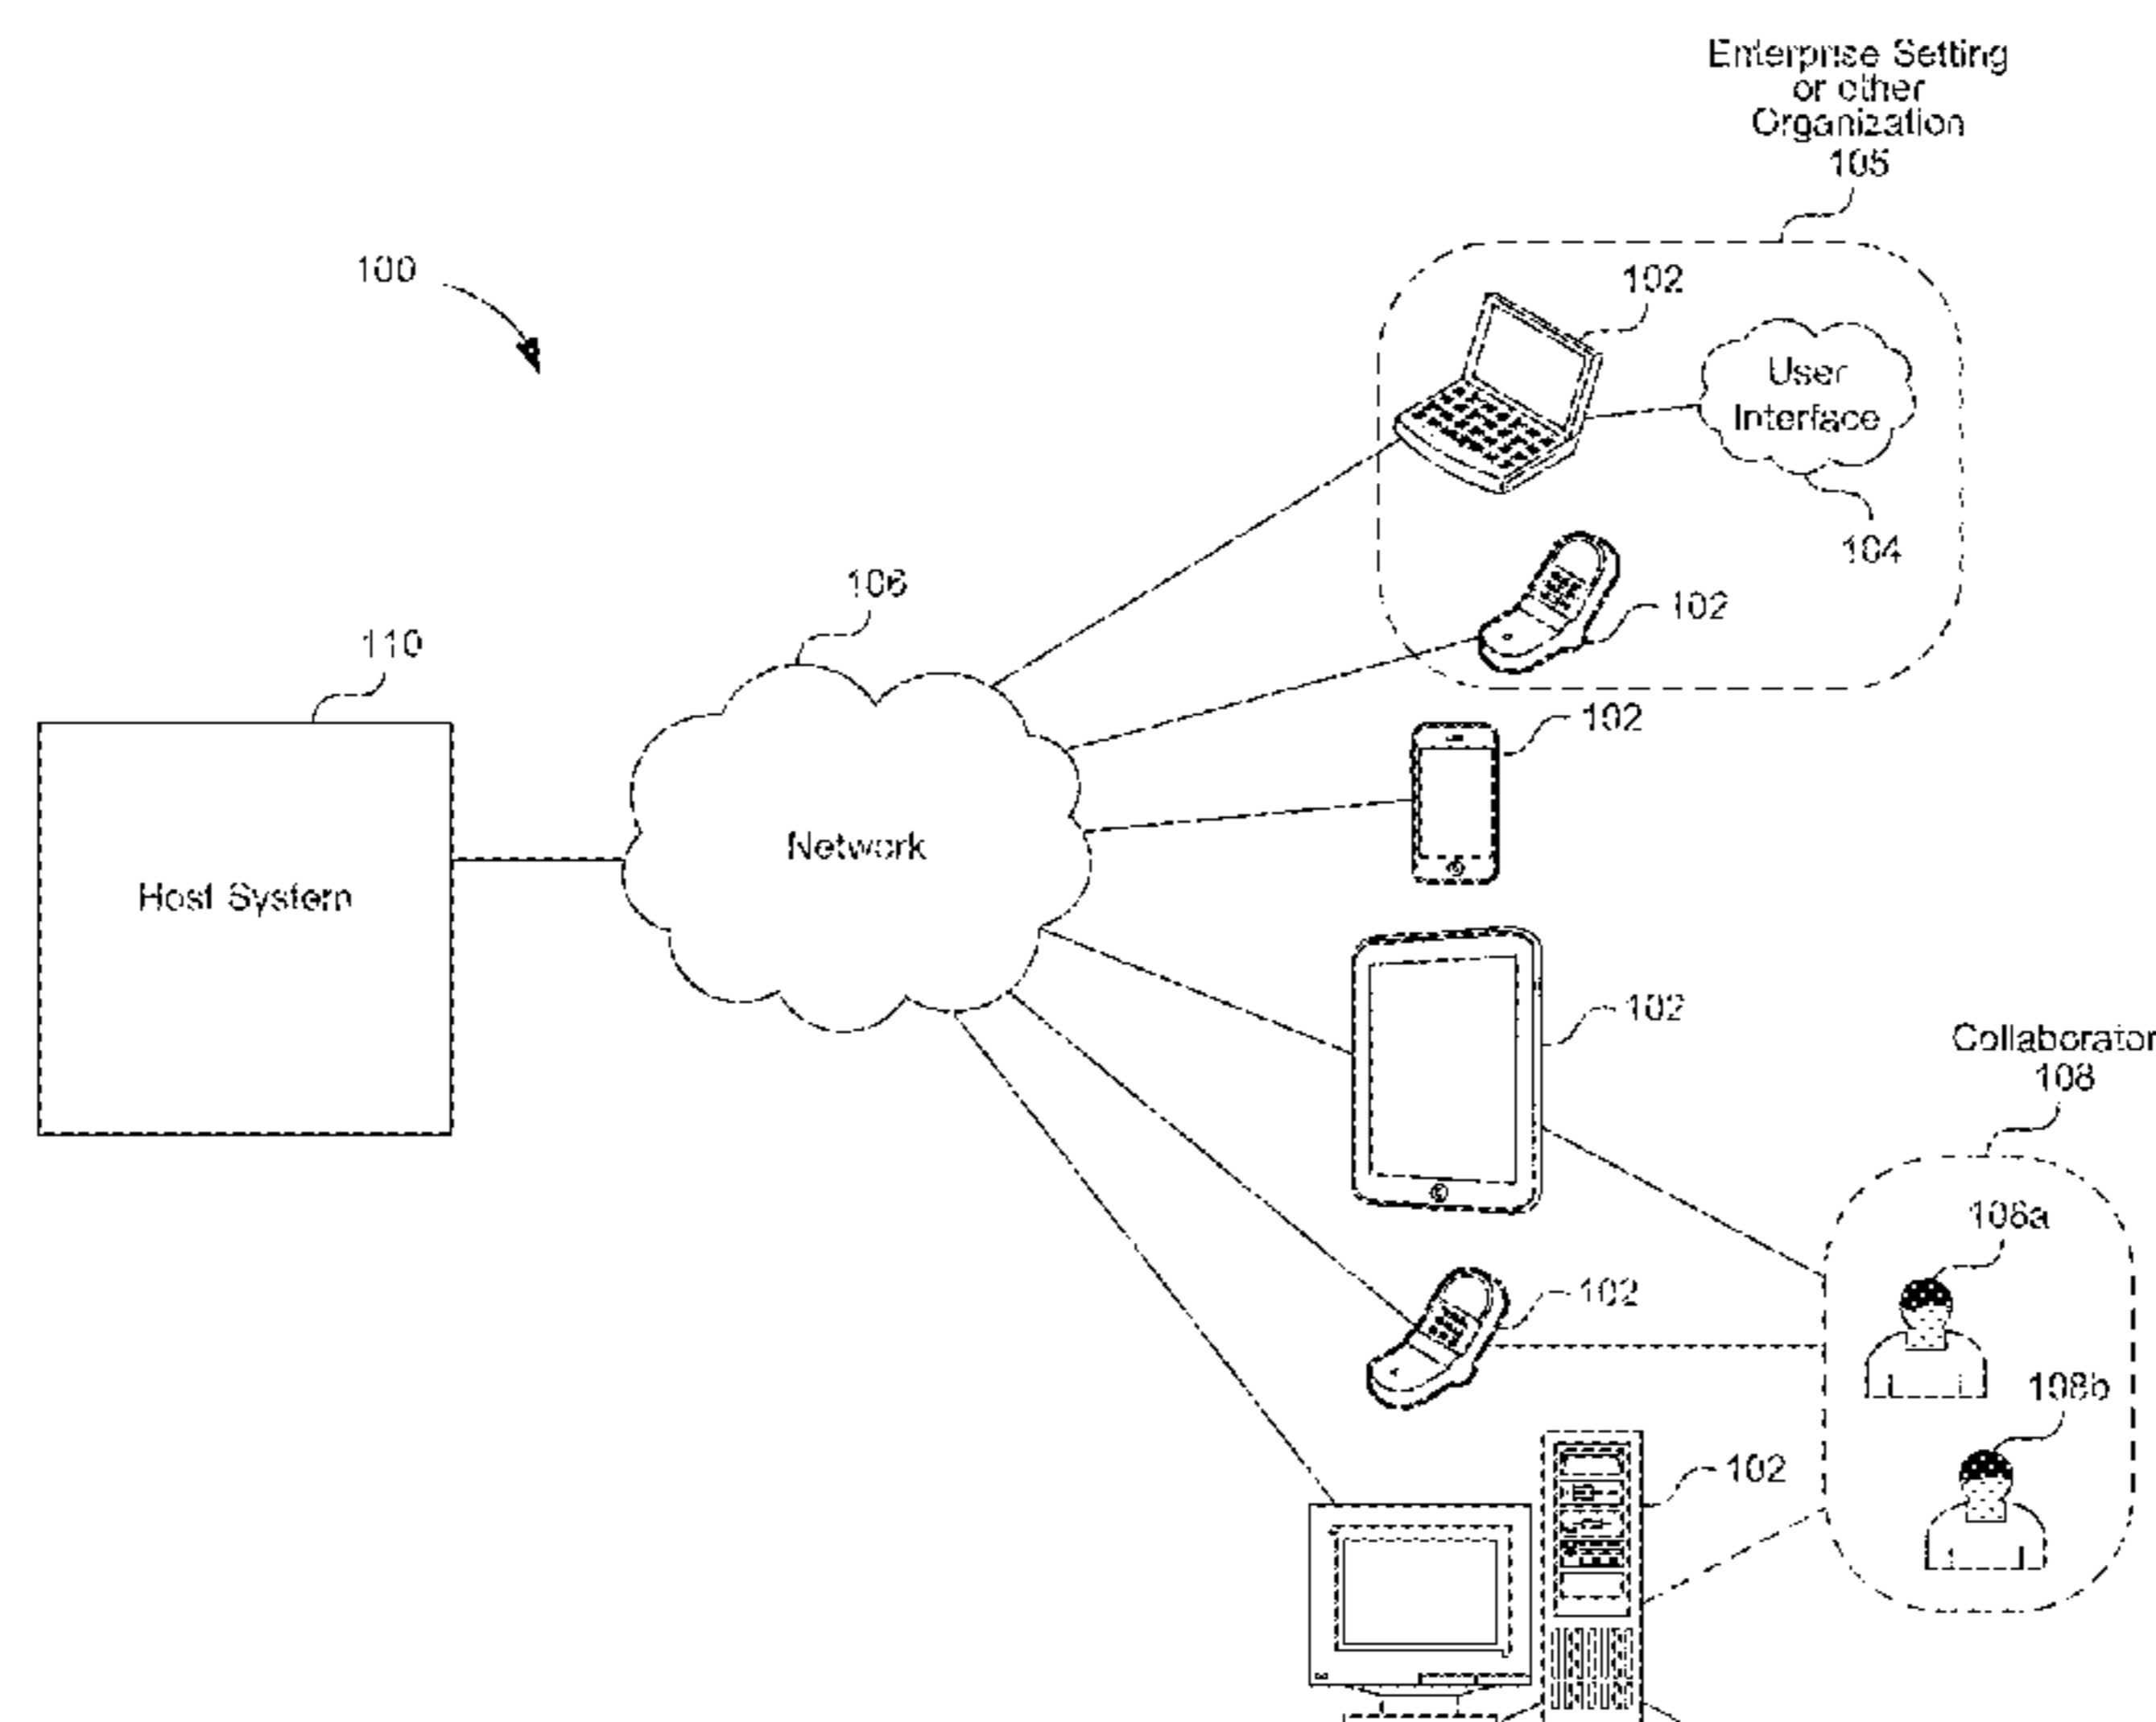 Enterprise Setting
or other
Organization
105
100
102
User
Interface
104
106
102
110
102
Network
Host System
102
Collaborator
108
108a
102
108b
102